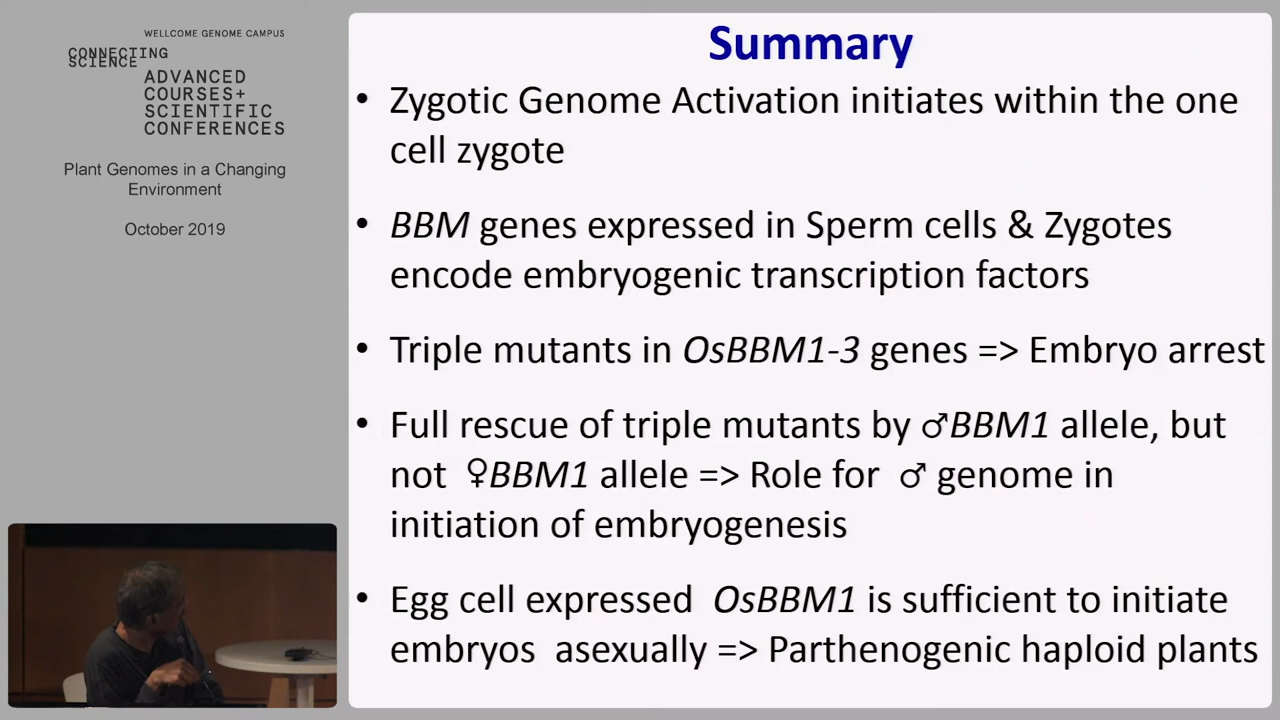 WELLCOME GENOME CAMPUS
CONNECTING
SCIENCE
ADVANCED
COURSES+
SCIENTIFIC
CONFERENCES
Plant Genomes in a Changing
Environment
October 2019
Summary
• Zygotic Genome Activation initiates within the one
cell zygote
• BBM genes expressed in Sperm cells & Zygotes
encode embryogenic transcription factors
• Triple mutants in OsBBM1-3 genes => Embryo arrest
• Full rescue of triple mutants by ♂BBM1 allele, but
not ♀BBM1 allele => Role for ♂ genome in
initiation of embryogenesis
• Egg cell expressed OsBBM1 is sufficient to initiate
embryos asexually => Parthenogenic haploid plants